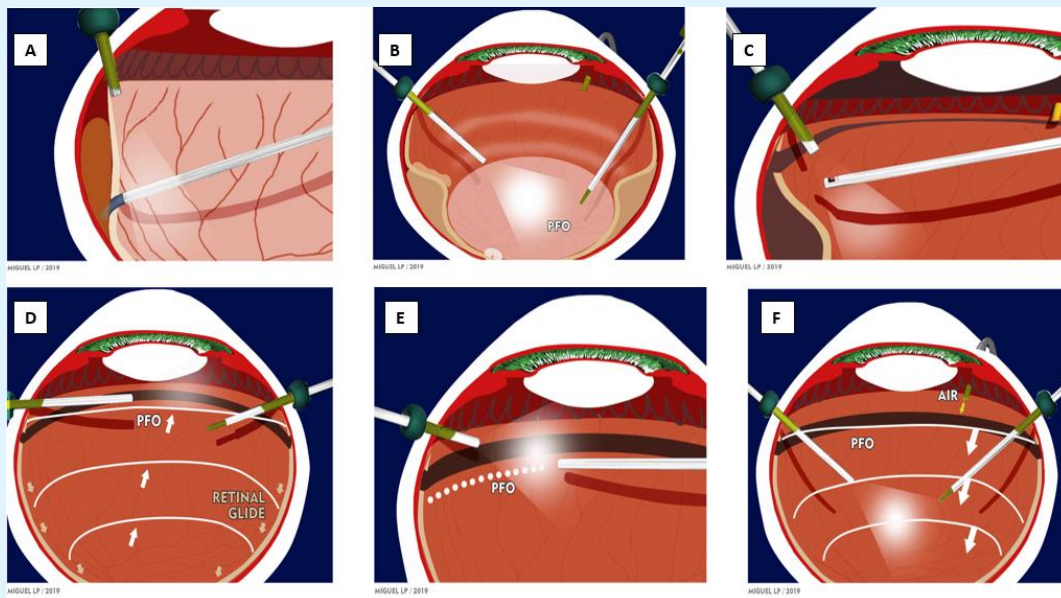 A
B
C
PFO
MIGUEL LP / 2019
MIGUEL LP / 2019
MIGUEL LP / 2019
D
E
F
AIR
PFO
PFO
PFO
RETINAL
GLIDE
MIGUEL LP / 2019
MIGUEL LP / 2019
MIGUEL LP / 2019